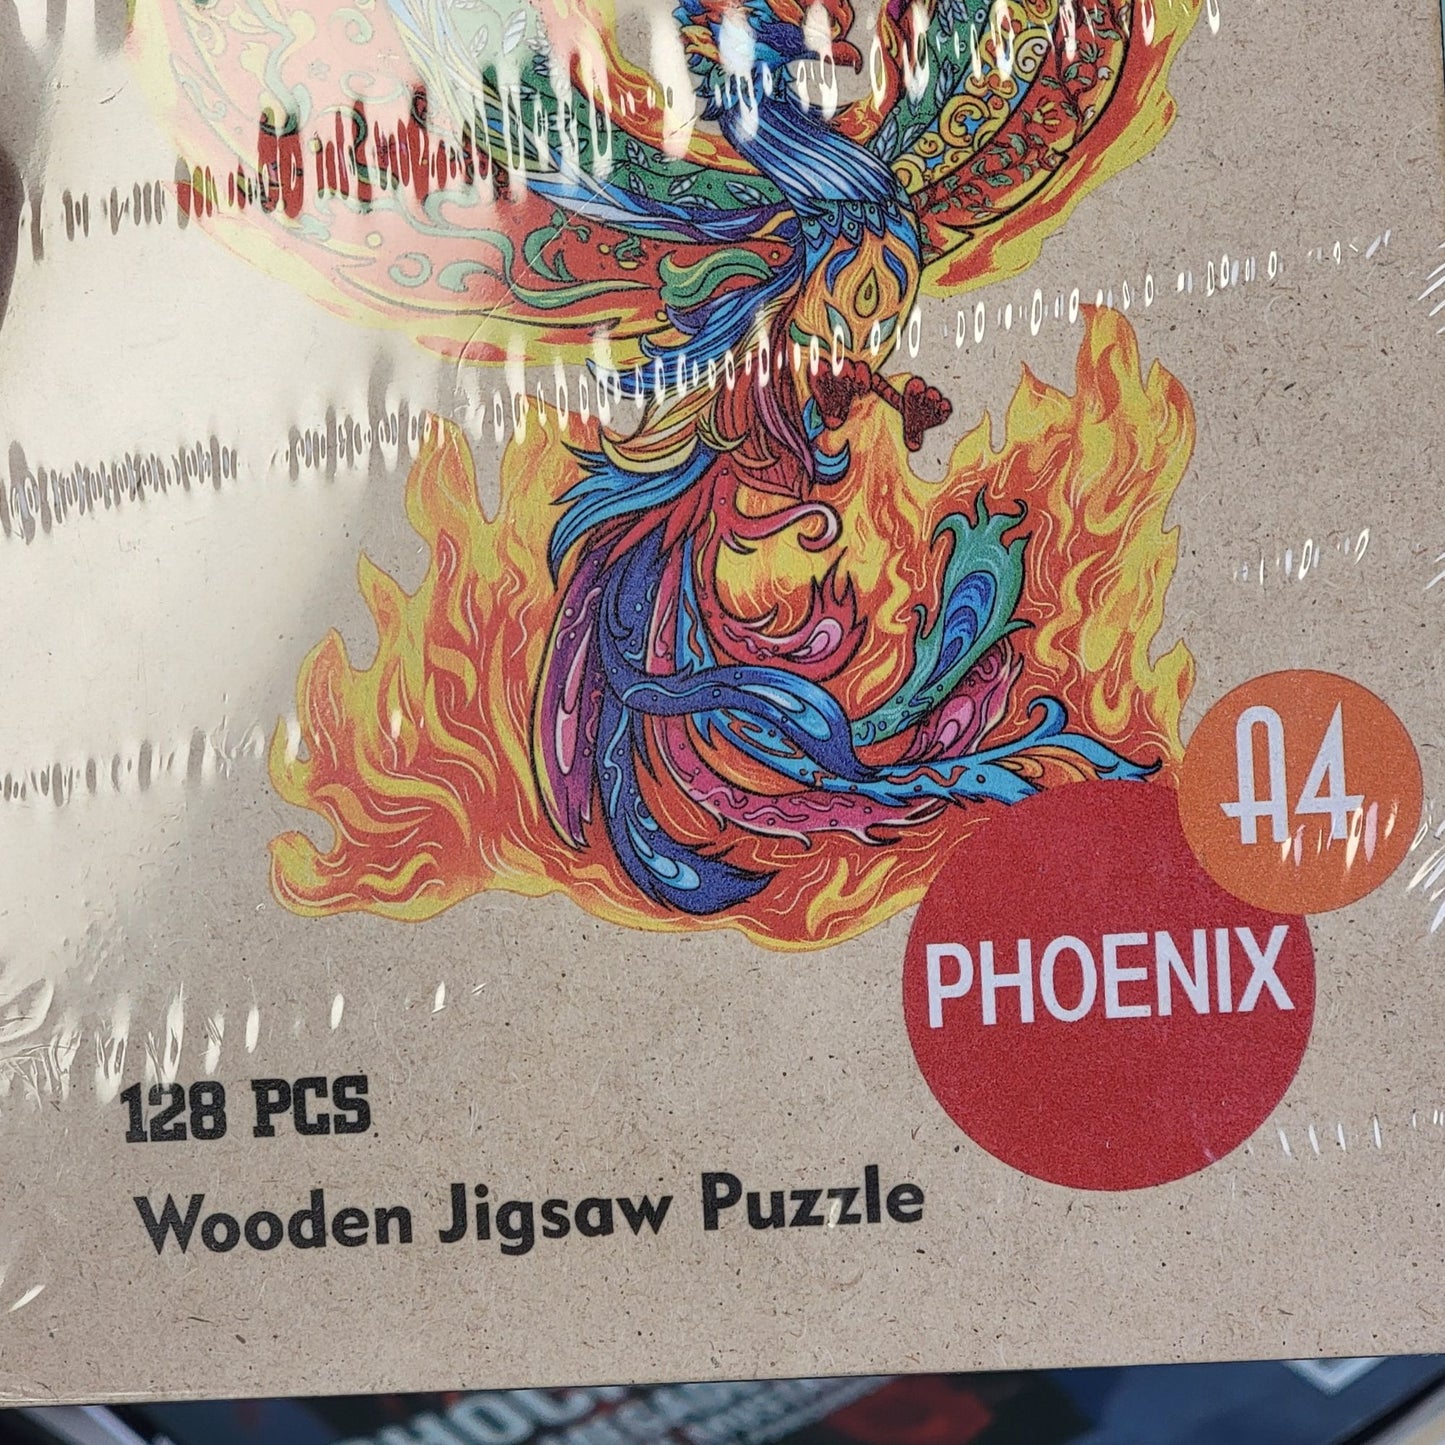 A4
PHOENIX
128 PCS
Wooden Jigsaw Puzzle